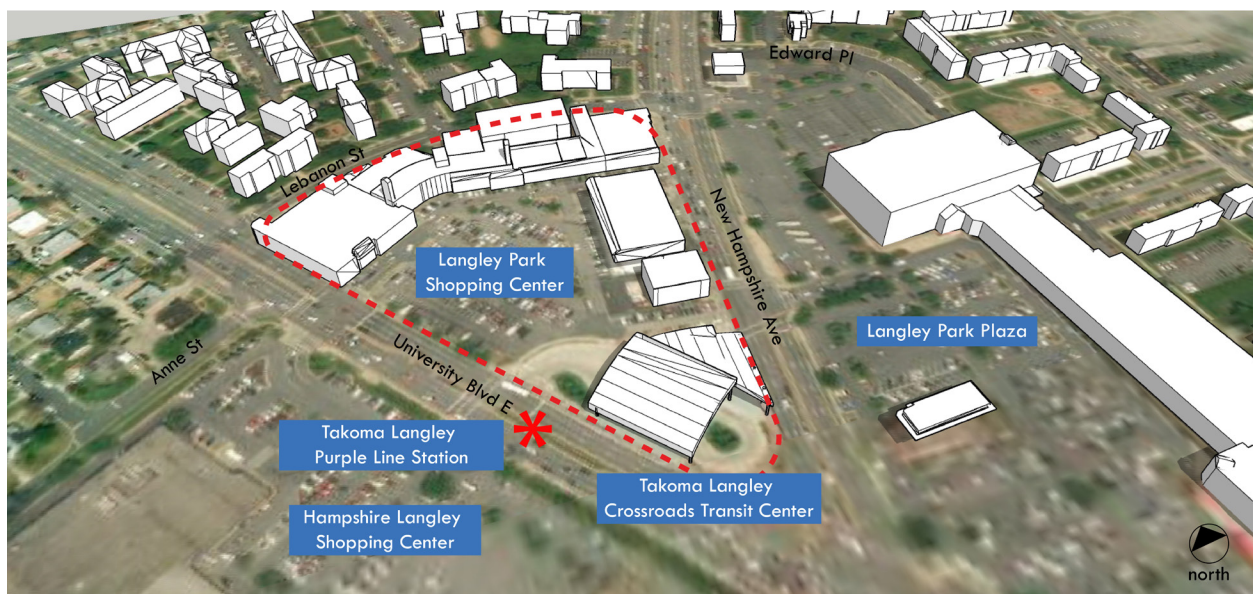 Edward Pl
Lebanon St
New Hampshire Ave
Langley Park
Shopping Center
Langley Park Plaza
Anne St
University Blvd E
Takoma Langley
Purple Line Station
Takoma Langley
Crossroads Transit Center
Hampshire Langley
Shopping Center
north